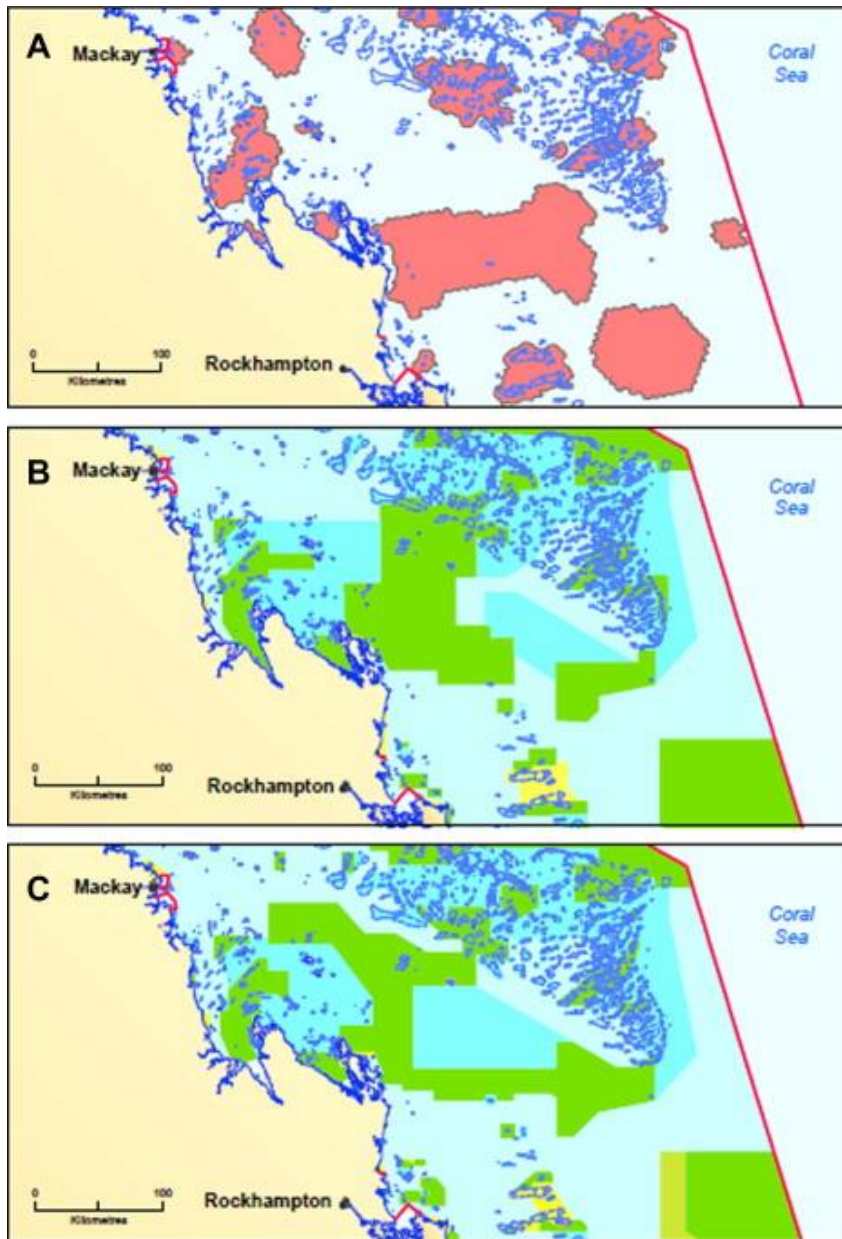 A
Mackay
Coral
Sea
0 100
Kilometres
Rockhampton
B
Mackay
Coral
Sea
0 100
Kilometres
Rockhampton
C
Mackay
Coral
Sea
0 100
Kilometres
Rockhampton